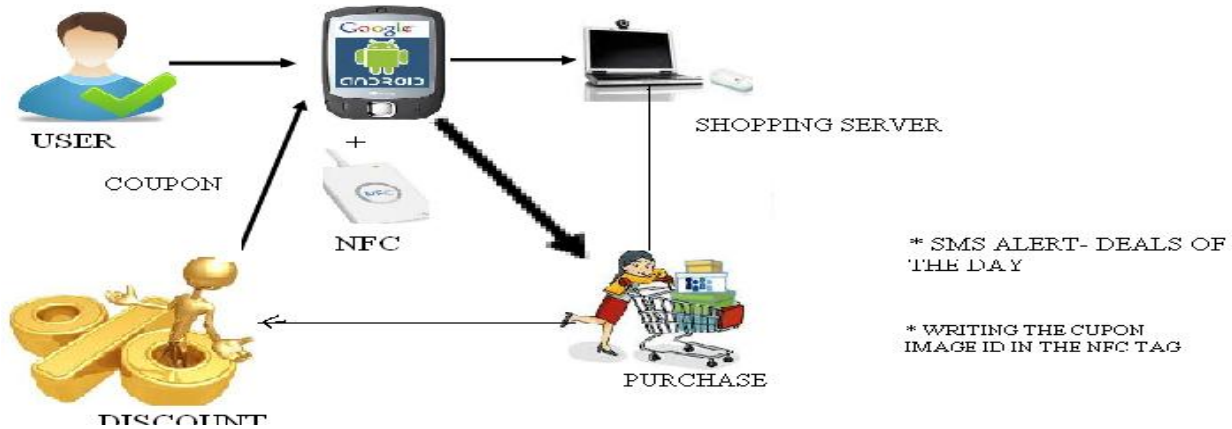 Google
ANDROID
USER
SHOPPING SERVER
+
COUPON
NFC
NFC
* SMS ALERT- DEALS OF
THE DAY
* WRITING THE CUPON
IMAGE ID IN THE NFC TAG
PURCHASE
DISCOUNT